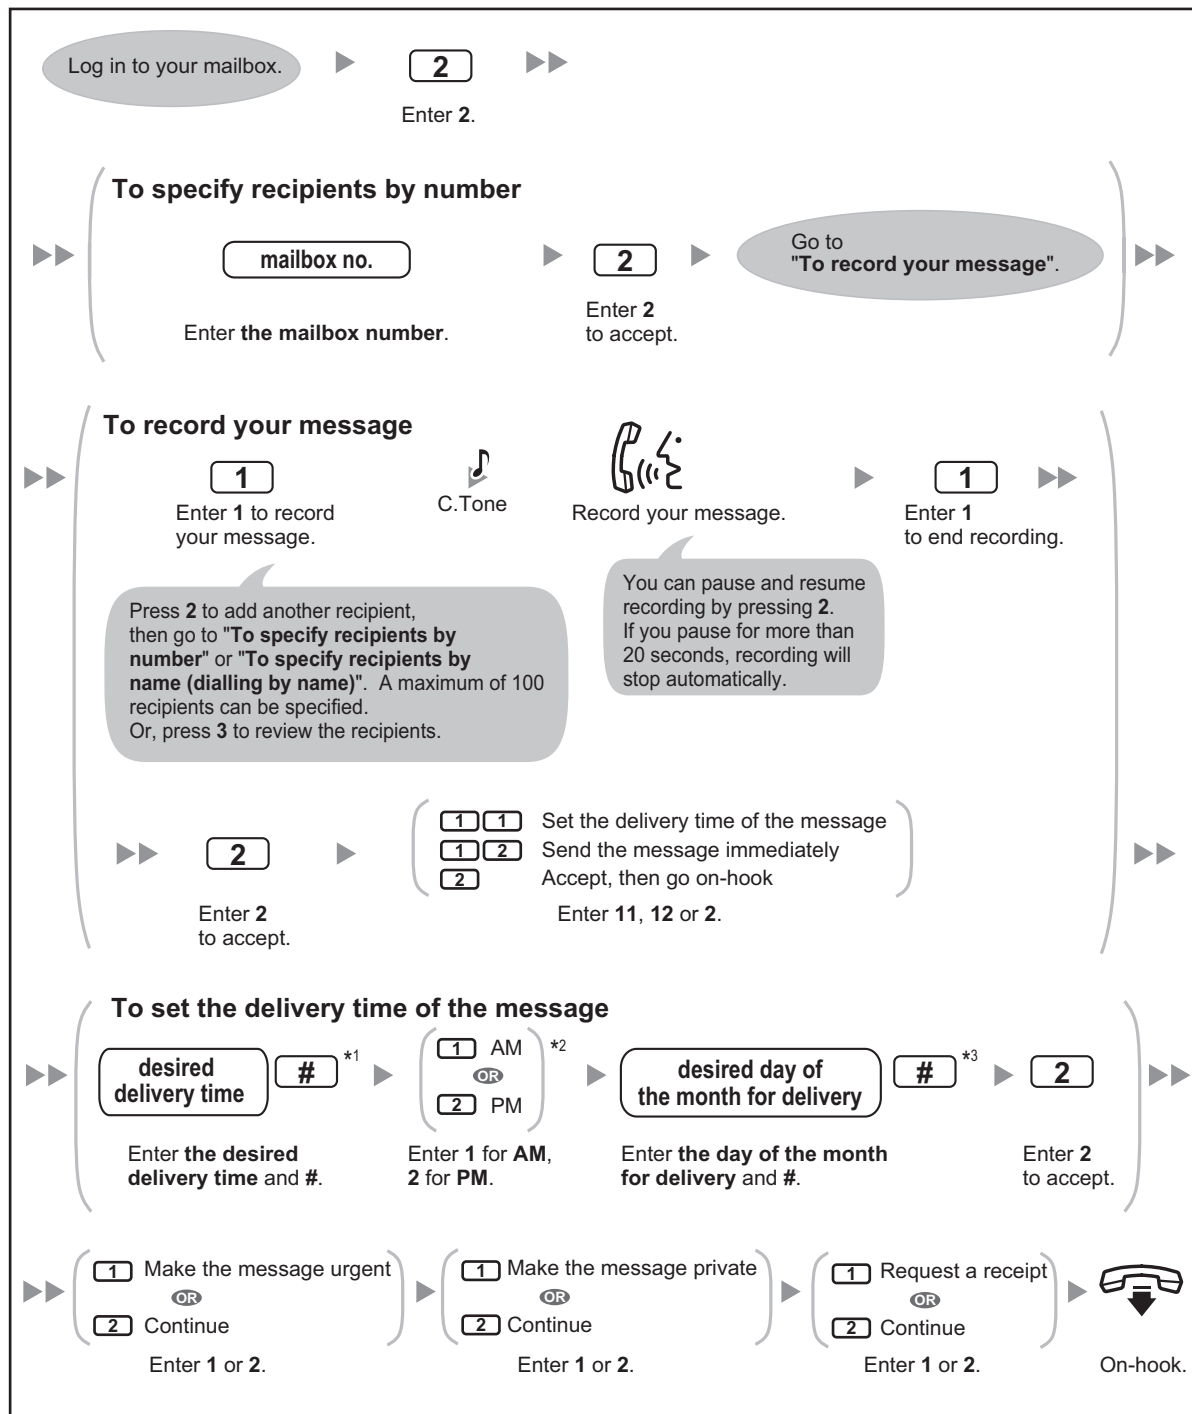 Log in to your mailbox.
2
Enter 2.
To specify recipients by number
mailbox no.
2
Go to
"To record your message".
Enter the mailbox number.
Enter 2
to accept.
To record your message
1
Enter 1 to record
your message.
C.Tone
Record your message.
1
Enter 1
to end recording.
Press 2 to add another recipient,
then go to "To specify recipients by
number" or "To specify recipients by
name (dialling by name)". A maximum of 100
recipients can be specified.
Or, press 3 to review the recipients.
You can pause and resume
recording by pressing 2.
If you pause for more than
20 seconds, recording will
stop automatically.
2
Enter 2
to accept.
1 1 Set the delivery time of the message
1 2 Send the message immediately
2 Accept, then go on-hook
Enter 11, 12 or 2.
To set the delivery time of the message
desired
delivery time
# *1
Enter the desired
delivery time and #.
1 AM *2
OR
2 PM
Enter 1 for AM,
2 for PM.
desired day of
the month for delivery
# *3
Enter the day of the month
for delivery and #.
2
Enter 2
to accept.
1 Make the message urgent
OR
2 Continue
Enter 1 or 2.
1 Make the message private
OR
2 Continue
Enter 1 or 2.
1 Request a receipt
OR
2 Continue
Enter 1 or 2.
On-hook.